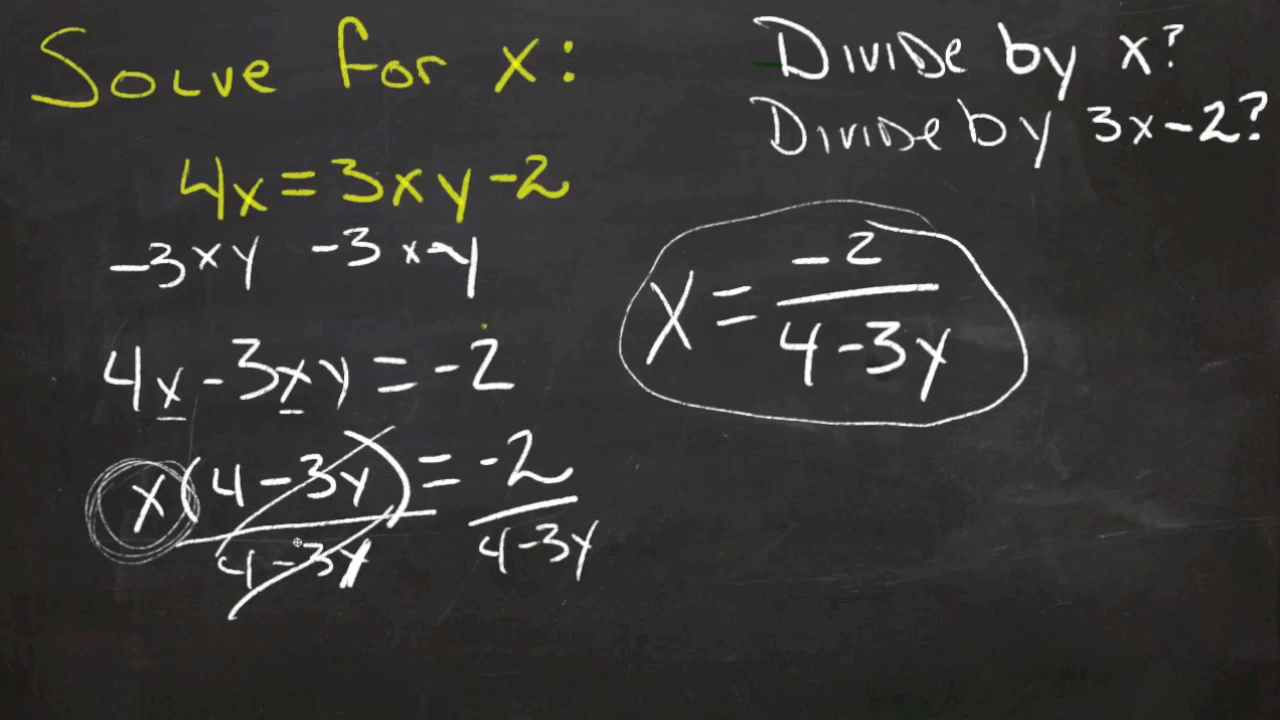 Solve for x:
4x=3xy-2
-3xy -3xy
4x-3xy=-2
x(4-3y)=-2
4-3y 4-3y
Divide by x?
Divide by 3x-2?
x=-2
4-3y